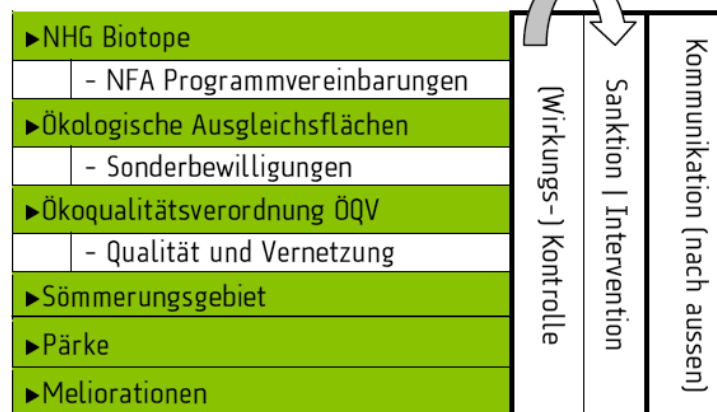 ►NHG Biotope
- NFA Programmvereinbarungen
►Ökologische Ausgleichsflächen
- Sonderbewilligungen
►Ökoqualitätsverordnung ÖQV
- Qualität und Vernetzung
►Sömmerungsgebiet
►Pärke
►Meliorationen
(Wirkungs-) Kontrolle
Sanktion | Intervention
Kommunikation (nach aussen)